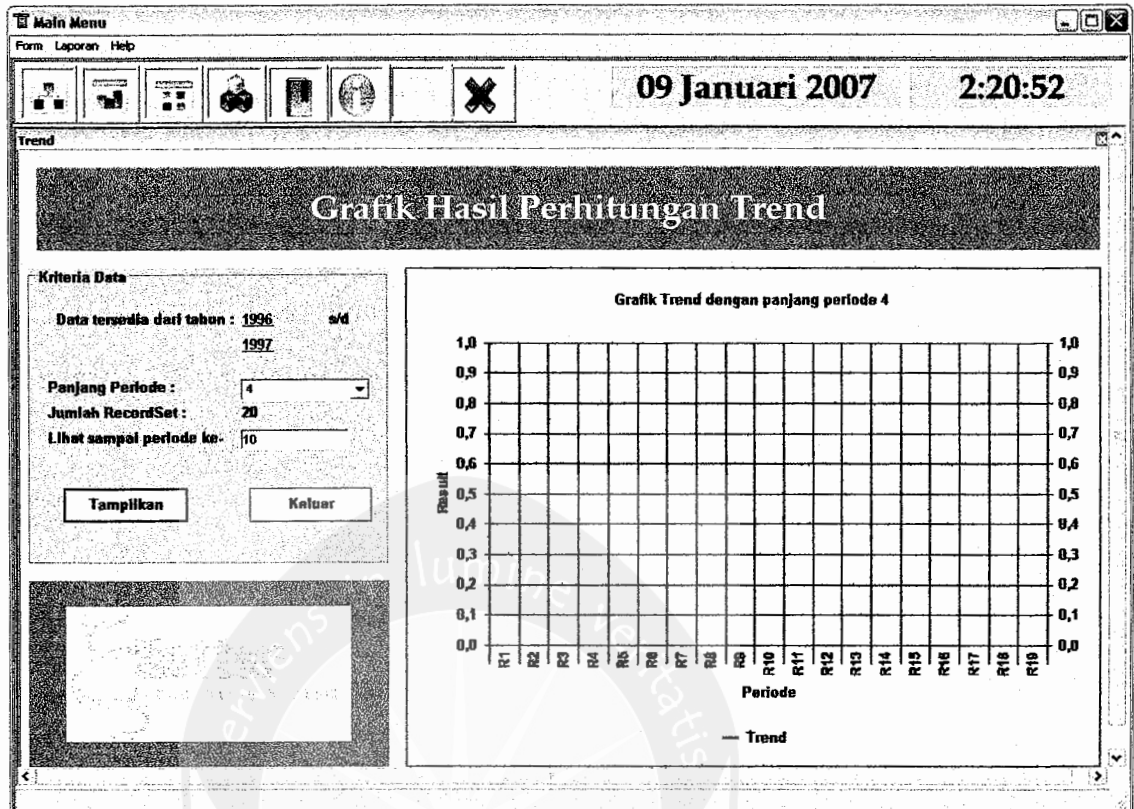 Main Menu
Form Laporan Help
09 Januari 2007 2:20:52
Trend
Grafik Hasil Perhitungan Trend
Kriteria Data
Data tersedia dari tahun : 1996 s/d
1997
Panjang Periode : 4
Jumlah RecordSet : 20
Lihat sampai periode ke- 10
Tampilkan Keluar
Grafik Trend dengan panjang periode 4
1,0 1,0
0,9 0,9
0,8 0,8
0,7 0,7
0,6 0,6
0,5 0,5
0,4 0,4
0,3 0,3
0,2 0,2
0,1 0,1
0,0 0,0
Result
R1 R2 R3 R4 R5 R6 R7 R8 R9 R10 R11 R12 R13 R14 R15 R16 R17 R18 R19
Periode
Trend
serviens in lumine veritatis